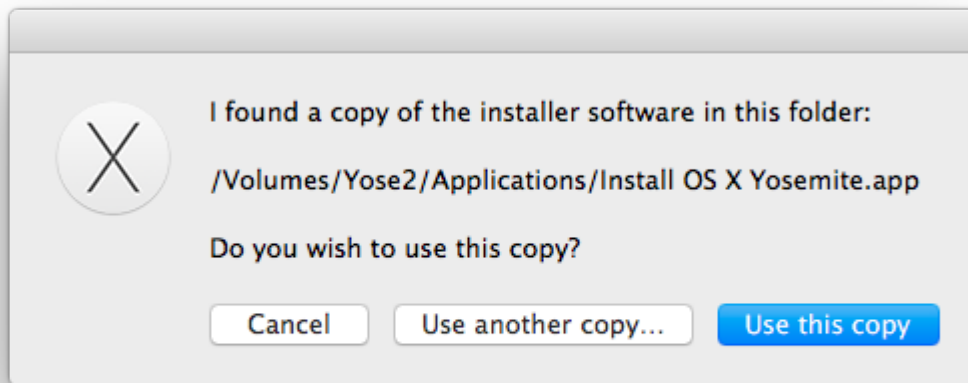 I found a copy of the installer software in this folder:
/Volumes/Yose2/Applications/Install OS X Yosemite.app
Do you wish to use this copy?
Cancel
Use another copy...
Use this copy